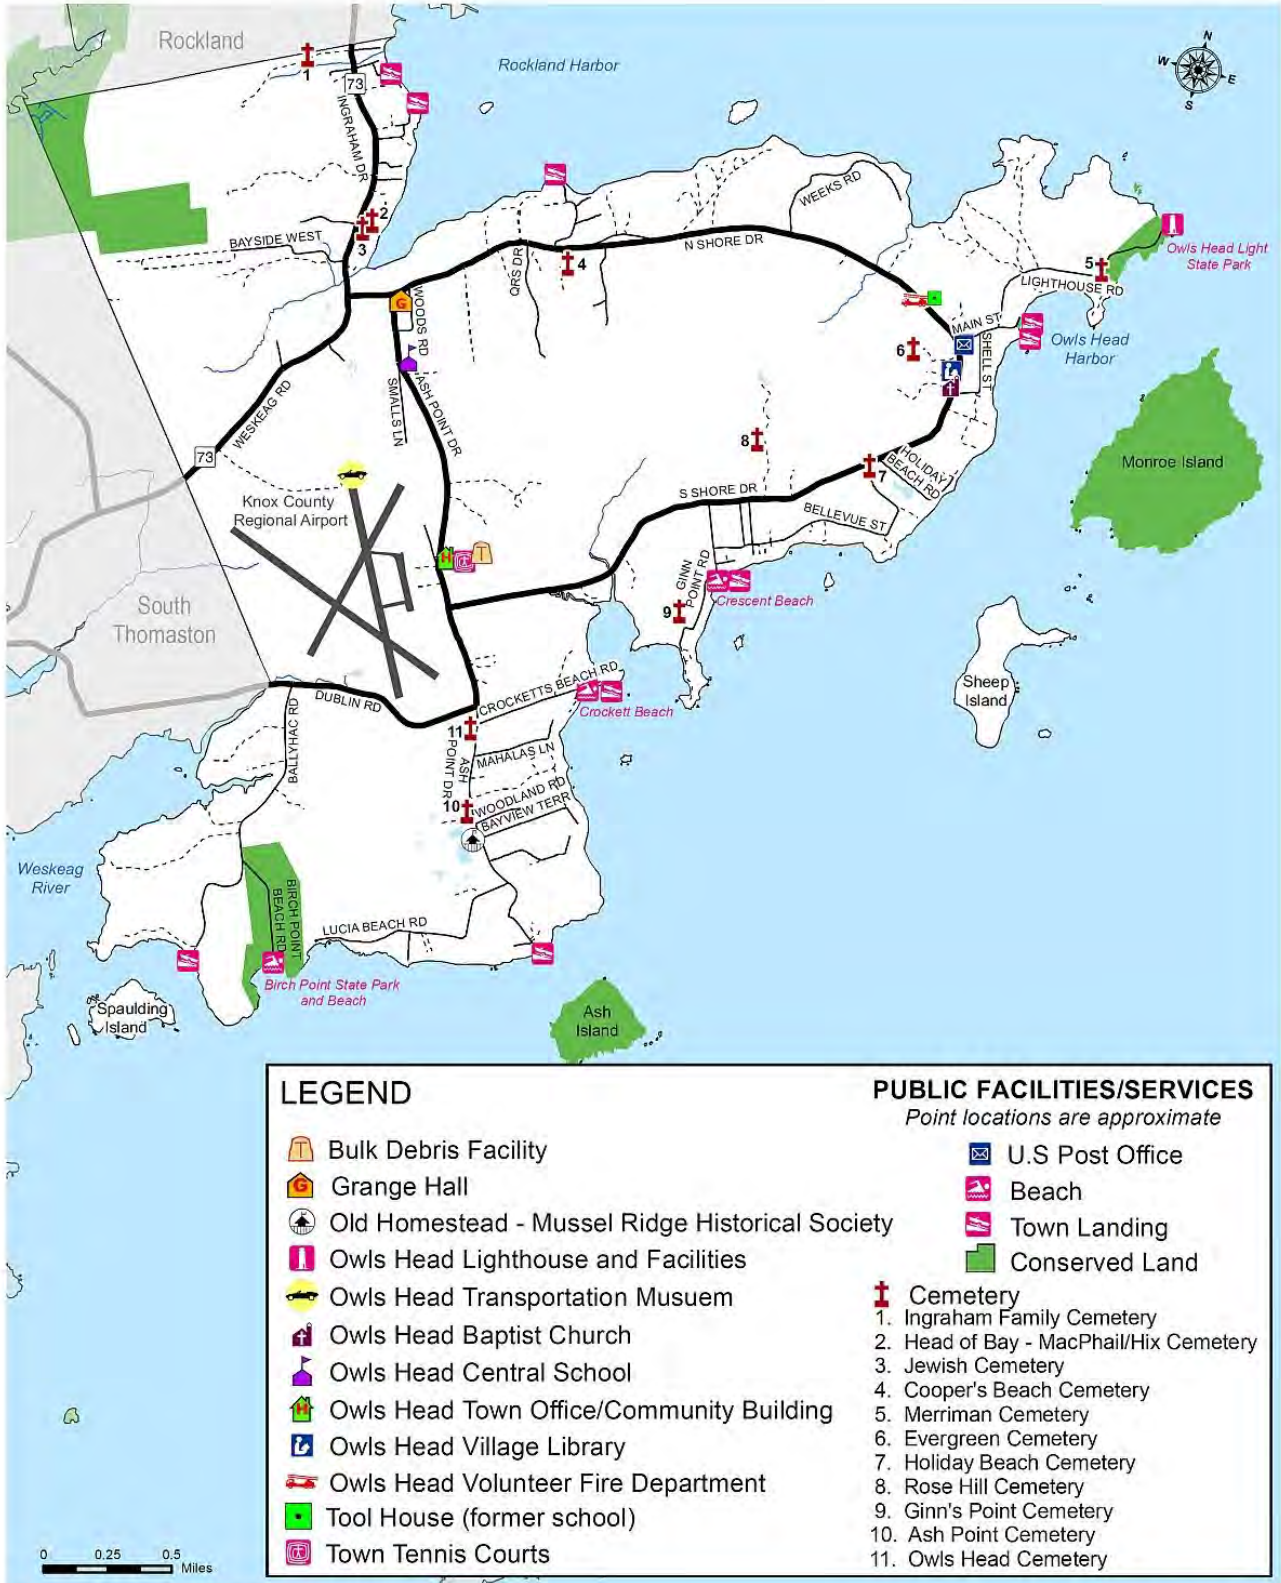 Rockland
Rockland Harbor
N
W
E
S
1
73
INGRAHAM DR
2
3
BAYSIDE WEST
WEEKS RD
N SHORE DR
QRS DR
4
5
Owls Head Light
State Park
LIGHTHOUSE RD
G
WOODS RD
MAIN ST
SHELL ST
Owls Head
Harbor
6
SMALLS LN
ASH POINT DR
WESKEAG RD
73
8
7
HOLIDAY
BEACH RD
Monroe Island
Knox County
Regional Airport
S SHORE DR
BELLEVUE ST
H
T
GINN
POINT RD
Crescent Beach
9
South
Thomaston
Sheep
Island
CROCKETTS BEACH RD
Crockett Beach
DUBLIN RD
BALLYHAC RD
11
ASH
POINT DR
MAHALAS LN
10
WOODLAND RD
BAYVIEW TERR
Weskeag
River
BIRCH POINT
BEACH RD
LUCIA BEACH RD
Birch Point State Park
and Beach
Spaulding
Island
Ash
Island
LEGEND
T Bulk Debris Facility
G Grange Hall
Old Homestead - Mussel Ridge Historical Society
Owls Head Lighthouse and Facilities
Owls Head Transportation Musuem
Owls Head Baptist Church
Owls Head Central School
H Owls Head Town Office/Community Building
Owls Head Village Library
Owls Head Volunteer Fire Department
Tool House (former school)
Town Tennis Courts
PUBLIC FACILITIES/SERVICES
Point locations are approximate
U.S Post Office
Beach
Town Landing
Conserved Land
Cemetery
1. Ingraham Family Cemetery
2. Head of Bay - MacPhail/Hix Cemetery
3. Jewish Cemetery
4. Cooper's Beach Cemetery
5. Merriman Cemetery
6. Evergreen Cemetery
7. Holiday Beach Cemetery
8. Rose Hill Cemetery
9. Ginn's Point Cemetery
10. Ash Point Cemetery
11. Owls Head Cemetery
0 0.25 0.5
Miles